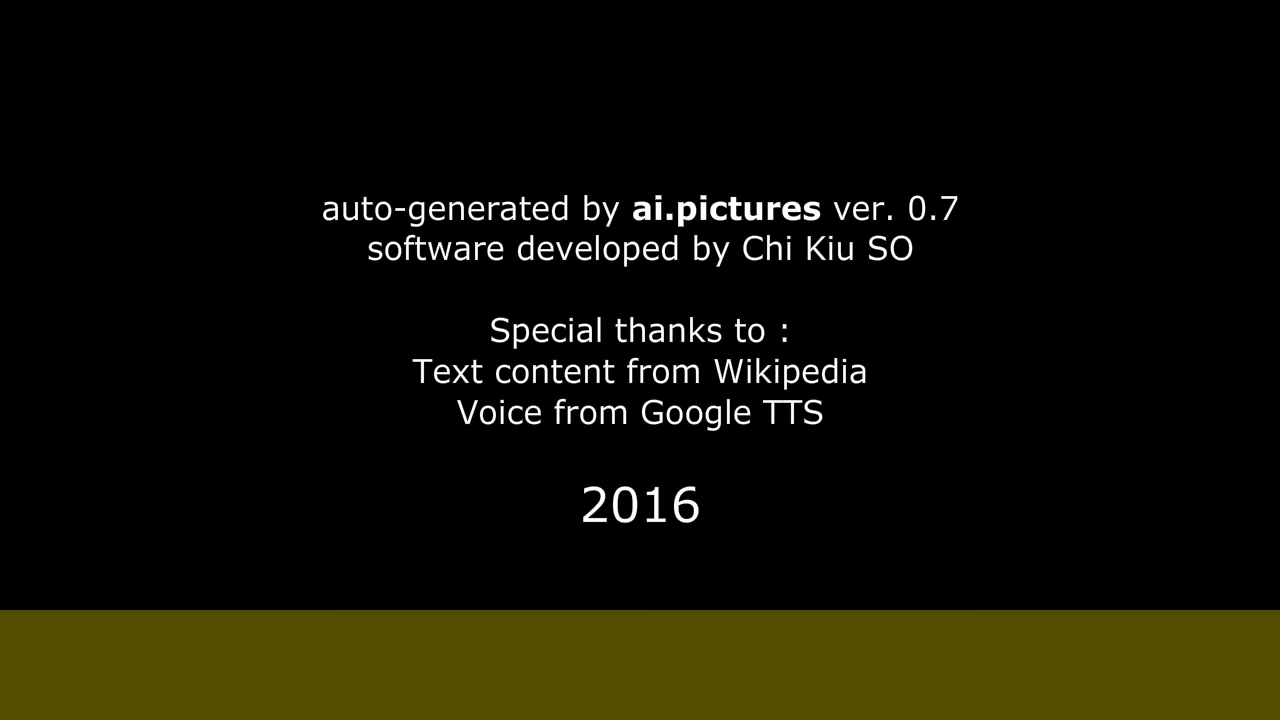 auto-generated by ai.pictures ver. 0.7
software developed by Chi Kiu SO
Special thanks to :
Text content from Wikipedia
Voice from Google TTS
2016